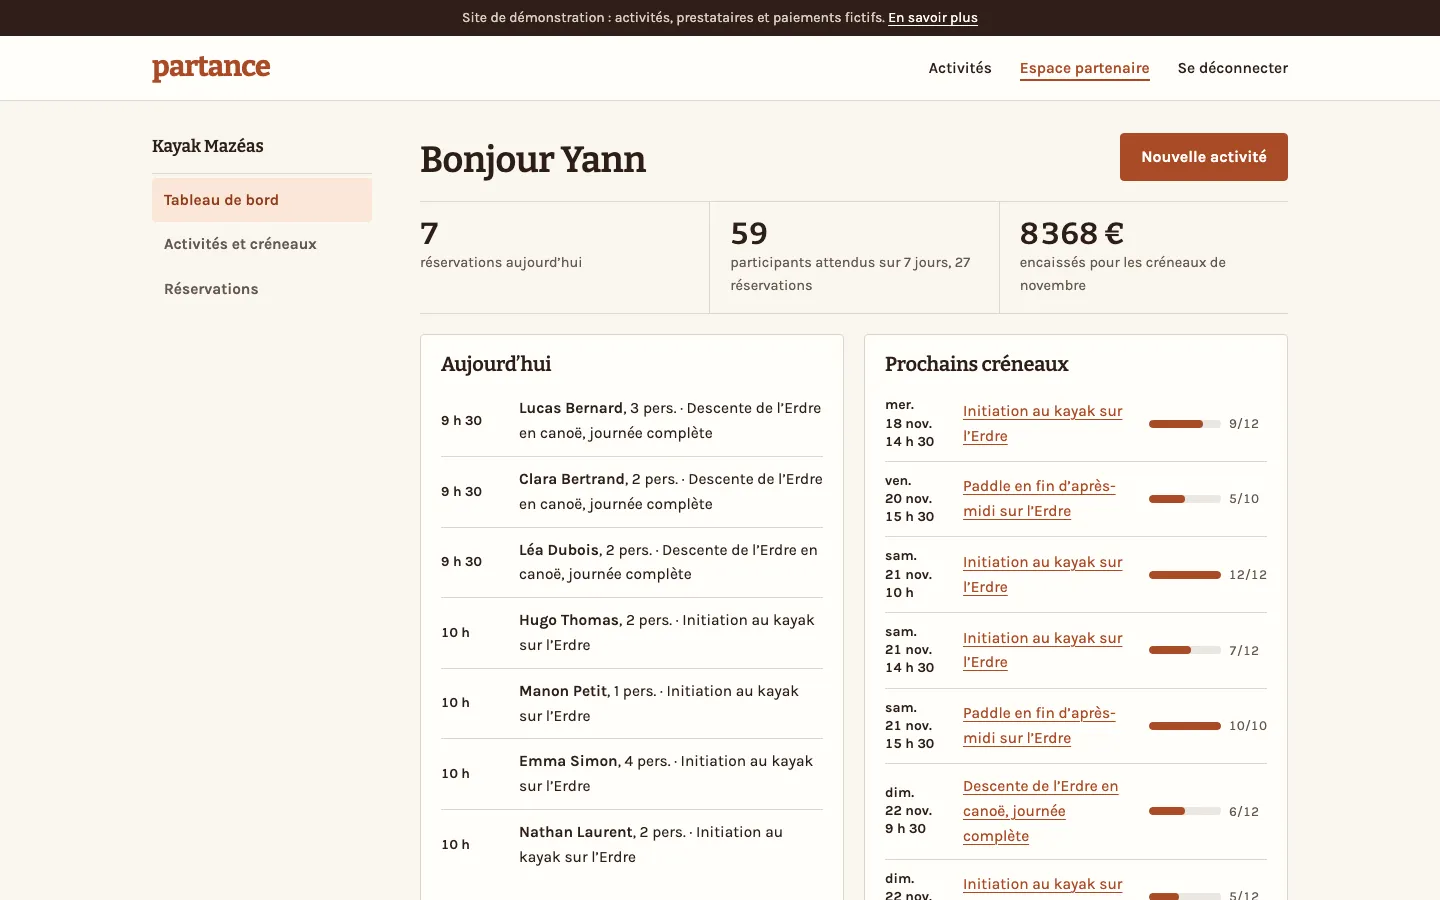 Site de démonstration : activités, prestataires et paiements fictifs. En savoir plus
partance
Activités
Espace partenaire
Se déconnecter
Kayak Mazéas
Tableau de bord
Activités et créneaux
Réservations
Bonjour Yann
Nouvelle activité
7
réservations aujourd’hui
59
participants attendus sur 7 jours, 27
réservations
8 368 €
encaissés pour les créneaux de
novembre
Aujourd’hui
9 h 30
Lucas Bernard, 3 pers. · Descente de l’Erdre
en canoë, journée complète
9 h 30
Clara Bertrand, 2 pers. · Descente de l’Erdre
en canoë, journée complète
9 h 30
Léa Dubois, 2 pers. · Descente de l’Erdre en
canoë, journée complète
10 h
Hugo Thomas, 2 pers. · Initiation au kayak
sur l’Erdre
10 h
Manon Petit, 1 pers. · Initiation au kayak
sur l’Erdre
10 h
Emma Simon, 4 pers. · Initiation au kayak
sur l’Erdre
10 h
Nathan Laurent, 2 pers. · Initiation au
kayak sur l’Erdre
Prochains créneaux
mer.
18 nov.
14 h 30
Initiation au kayak sur
l’Erdre
9/12
ven.
20 nov.
15 h 30
Paddle en fin d’après-
midi sur l’Erdre
5/10
sam.
21 nov.
10 h
Initiation au kayak sur
l’Erdre
12/12
sam.
21 nov.
14 h 30
Initiation au kayak sur
l’Erdre
7/12
sam.
21 nov.
15 h 30
Paddle en fin d’après-
midi sur l’Erdre
10/10
dim.
22 nov.
9 h 30
Descente de l’Erdre en
canoë, journée
complète
6/12
dim.
22 nov.
Initiation au kayak sur
5/12